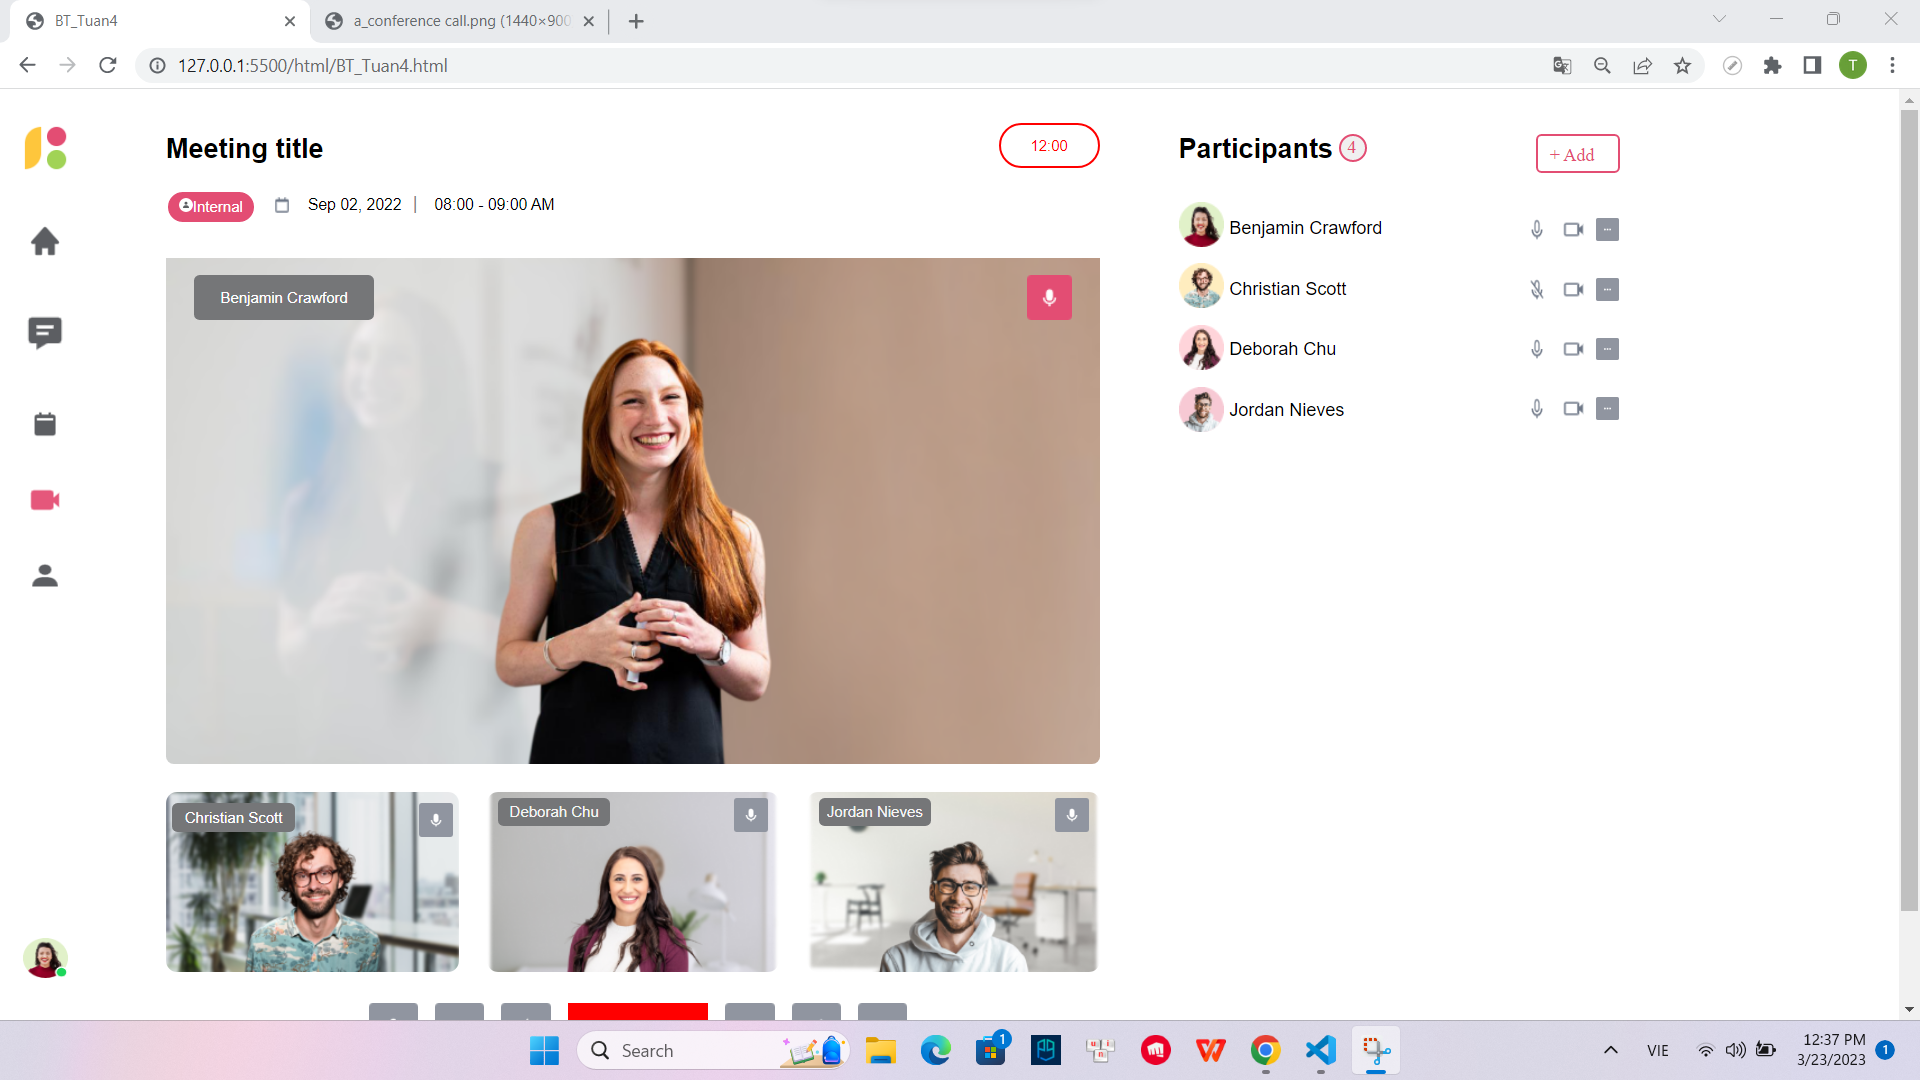 BT_Tuan4
a_conference call.png (1440×900
127.0.0.1:5500/html/BT_Tuan4.html
T
Meeting title
12:00
Internal
Sep 02, 2022 | 08:00 - 09:00 AM
Participants 4
+ Add
Benjamin Crawford
Christian Scott
Deborah Chu
Jordan Nieves
Benjamin Crawford
Christian Scott
Deborah Chu
Jordan Nieves
Search
1
VIE
12:37 PM
3/23/2023
1